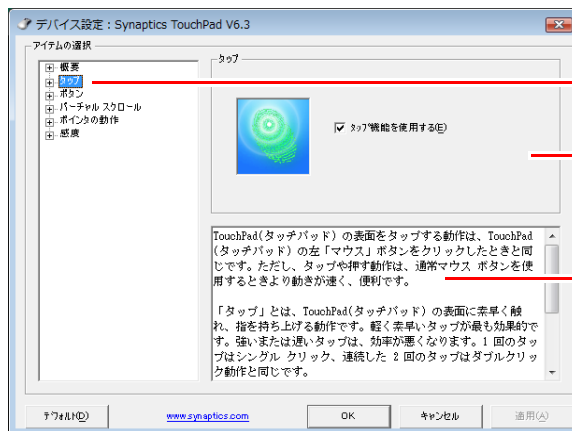 デバイス設定 : Synaptics TouchPad V6.3
アイテムの選択
概要
タップ
ボタン
バーチャル スクロール
ポインタの動作
感度
タップ
タップ機能を使用する(E)
TouchPad(タッチパッド) の表面をタップする動作は、TouchPad
(タッチパッド) の左「マウス」ボタンをクリックしたときと同
じです。ただし、タップや押す動作は、通常マウス ボタンを使
用するときより動きが速く、便利です。
「タップ」とは、TouchPad(タッチパッド) の表面に素早く触
れ、指を持ち上げる動作です。軽く素早いタップが最も効果的で
す。強いまたは遅いタップは、効率が悪くなります。1 回のタッ
プはシングル クリック、連続した 2 回のタップはダブルクリッ
ク動作と同じです。
デフォルト(D)
www.synaptics.com
OK
キャンセル
適用(A)